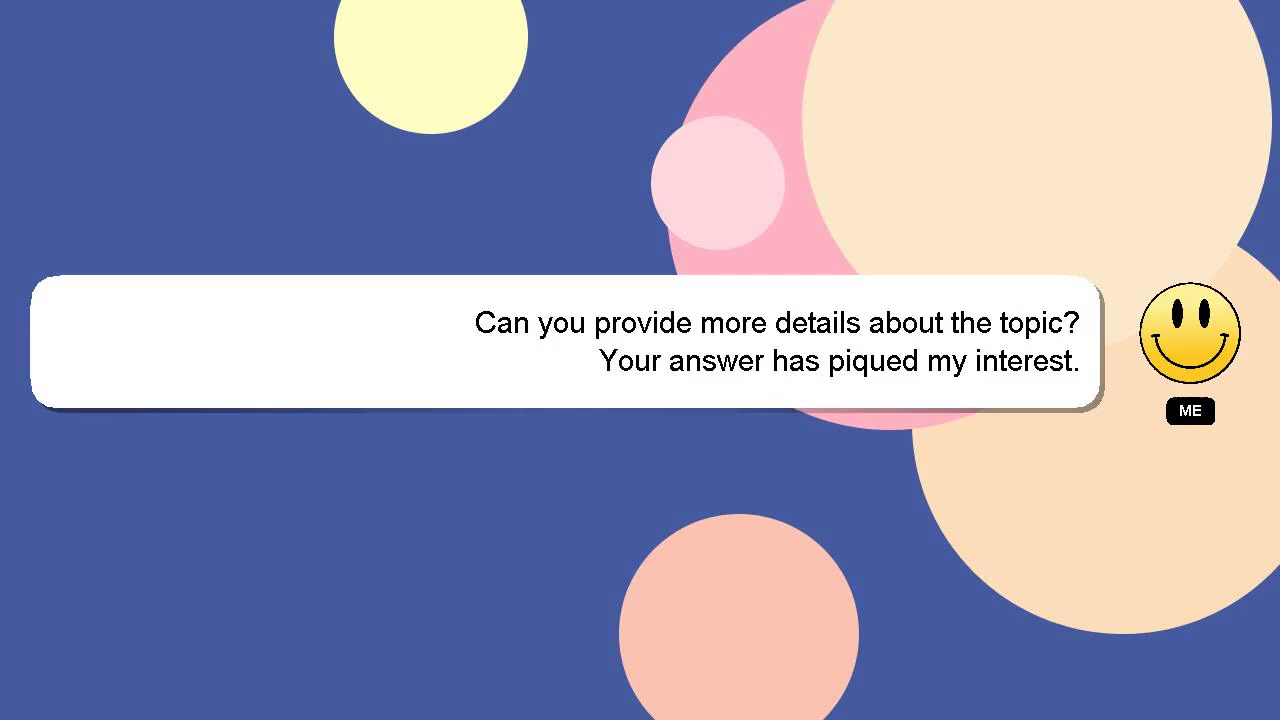 Can you provide more details about the topic?
Your answer has piqued my interest.
ME